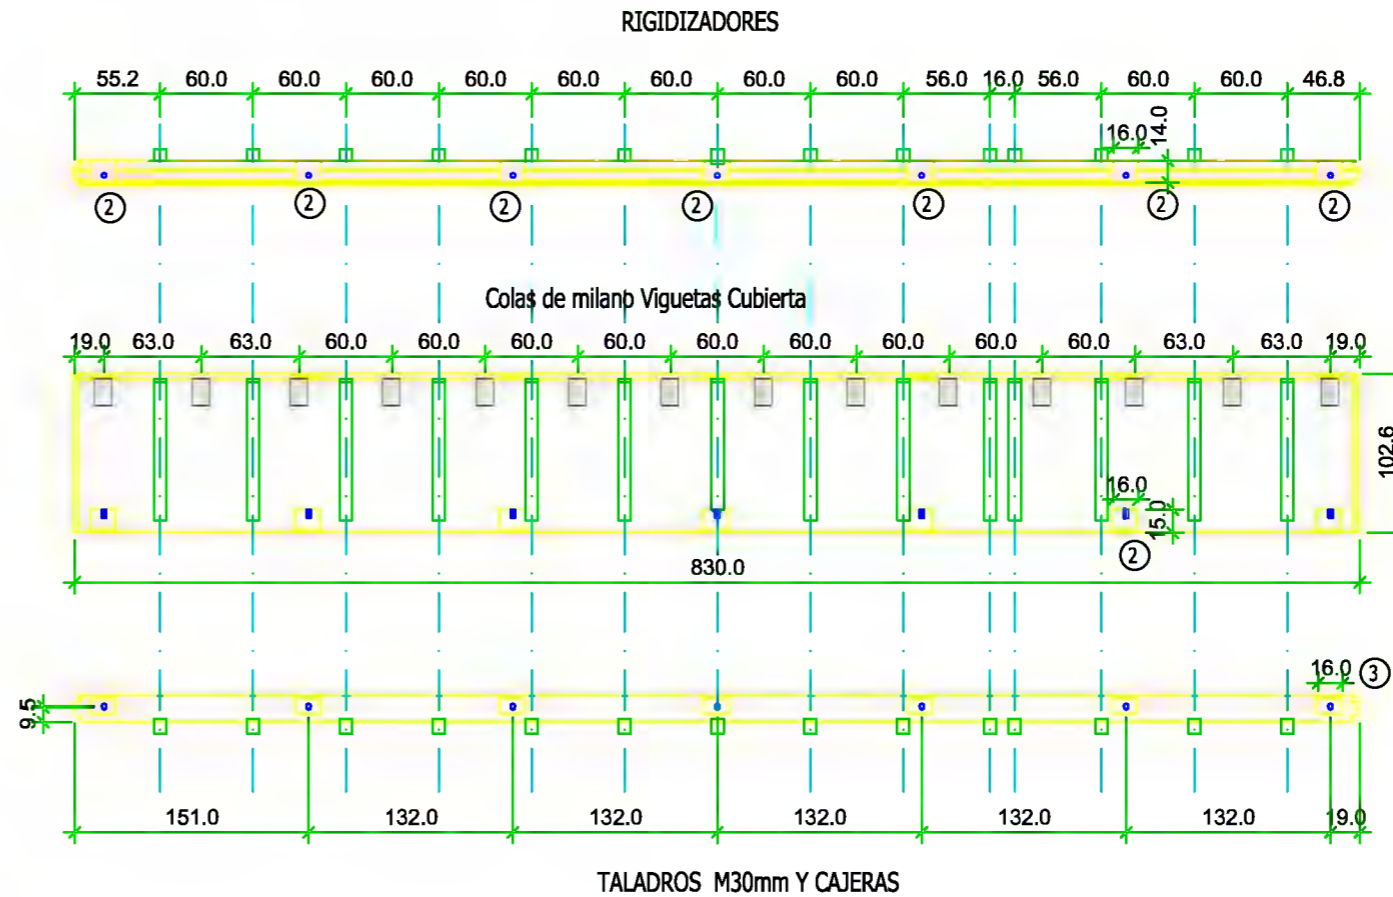 RIGIDIZADORES
55.2 60.0 60.0 60.0 60.0 60.0 60.0 60.0 60.0 56.0 16.0 56.0 60.0 60.0 46.8
16.0 14.0
2 2 2 2 2 2 2
Colas de milano Viguetas Cubierta
19.0 63.0 63.0 60.0 60.0 60.0 60.0 60.0 60.0 60.0 60.0 60.0 63.0 63.0 19.0
102.6
16.0
15.0
2
830.0
16.0 3
9.5
151.0 132.0 132.0 132.0 132.0 132.0 19.0
TALADROS M30mm Y CAJERAS